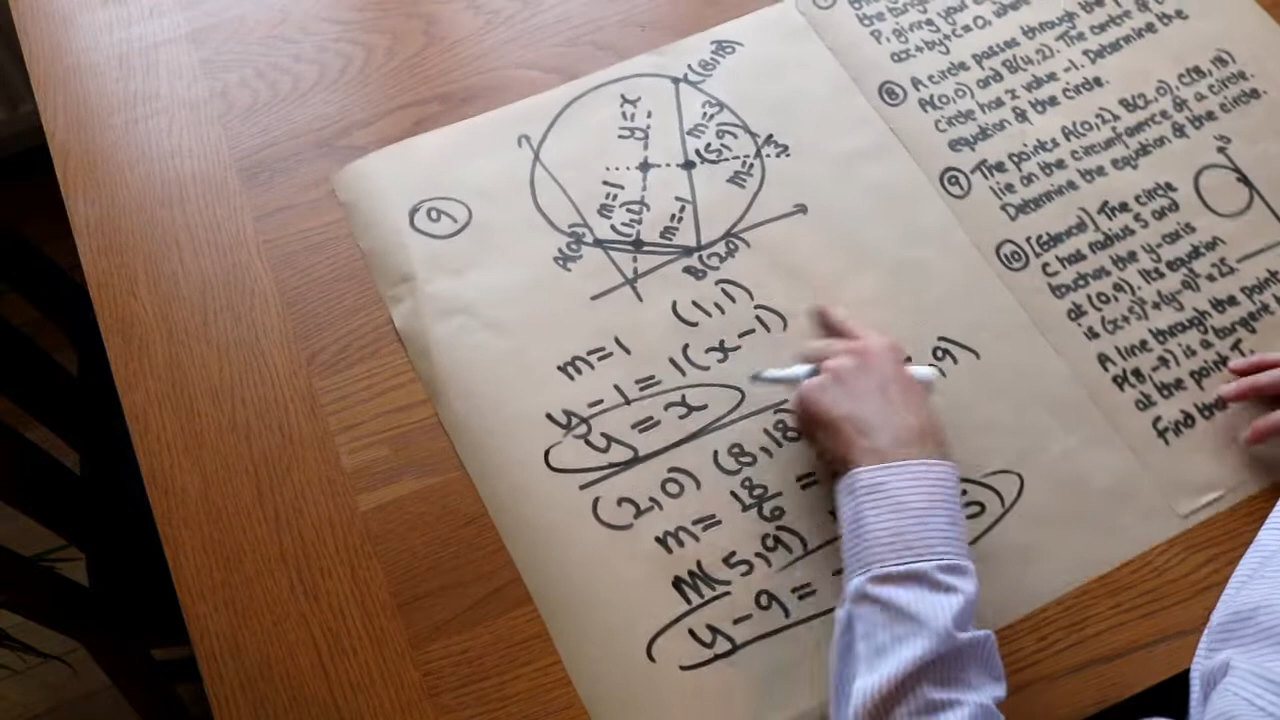 9
C(8,18)
y=x
m=3
(5,9)
m=1
(1,1)
m=-1
A(0,2)
B(2,0)
m=1
(1,1)
y-1=1(x-1)
y=x
(2,0) (8,18)
m=18/6=
M(5,9)
y-9=
,9)
P, giving your
ax+by+c=0, where
8 A circle passes through the
A(0,0) and B(4,2). The centre of
circle has x value -1. Determine the
equation of the circle.
9 The points A(0,2), B(2,0), C(8,18)
lie on the circumference of a circle.
Determine the equation of the circle.
10 [Edexcel] The circle
C has radius 5 and
touches the y-axis
at (0,9). Its equation
is (x+5)²+(y-9)²=25.
A line through the point
P(8,-7) is a tangent
at the point T.
Find the